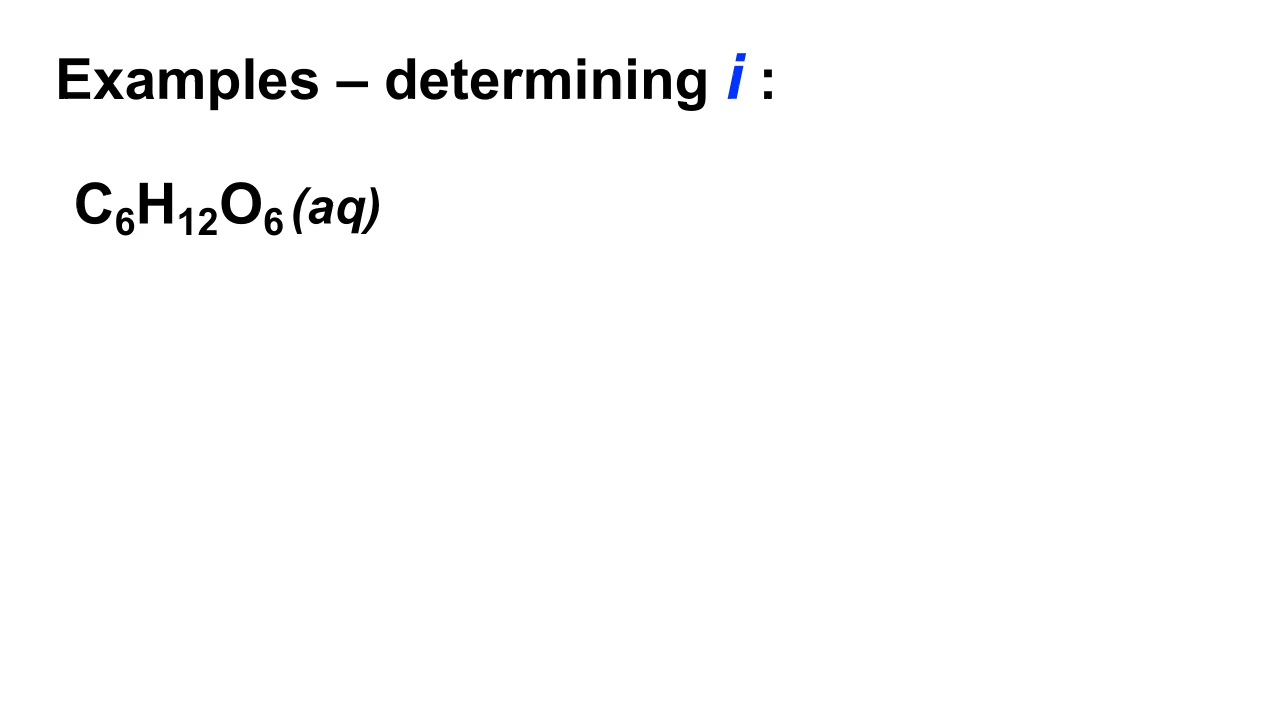 Examples – determining i :
C₆H₁₂O₆ (aq)